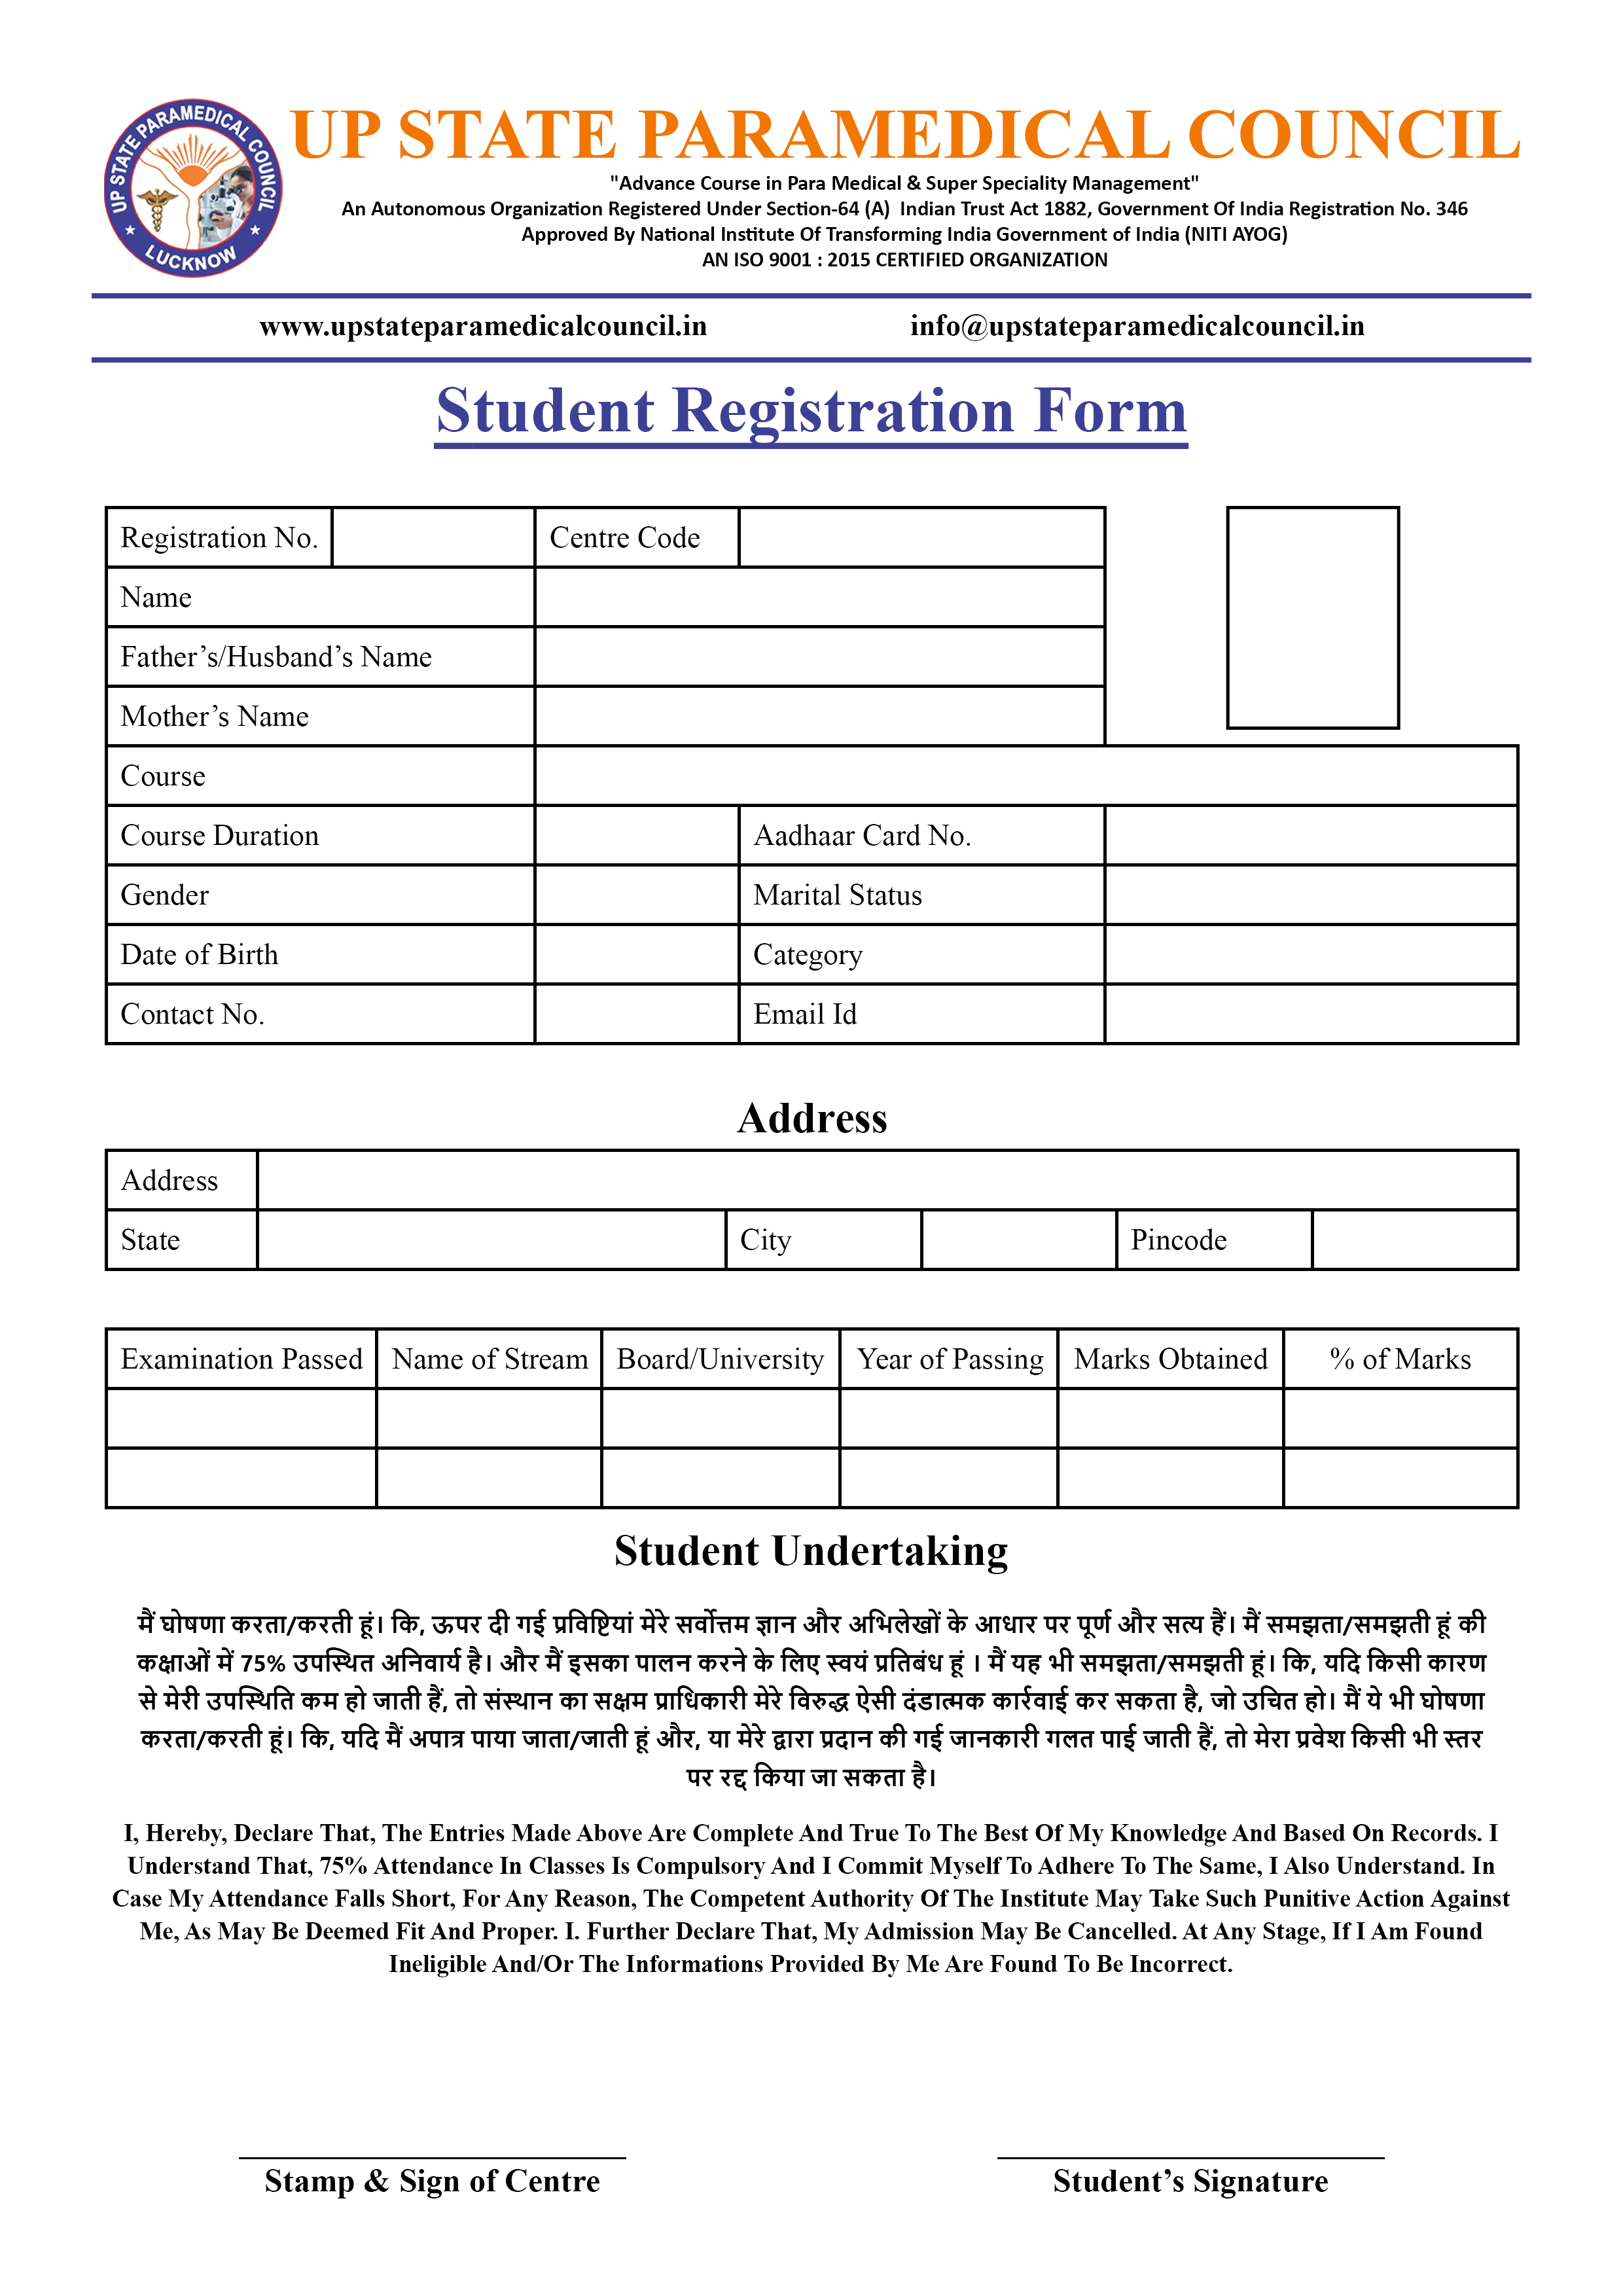 UP STATE PARAMEDICAL COUNCIL
LUCKNOW
UP STATE PARAMEDICAL COUNCIL
"Advance Course in Para Medical & Super Speciality Management"
An Autonomous Organization Registered Under Section-64 (A) Indian Trust Act 1882, Government Of India Registration No. 346
Approved By National Institute Of Transforming India Government of India (NITI AYOG)
AN ISO 9001 : 2015 CERTIFIED ORGANIZATION
www.upstateparamedicalcouncil.in info@upstateparamedicalcouncil.in
Student Registration Form
Registration No. Centre Code
Name
Father’s/Husband’s Name
Mother’s Name
Course
Course Duration Aadhaar Card No.
Gender Marital Status
Date of Birth Category
Contact No. Email Id
Address
Address
State City Pincode
Examination Passed Name of Stream Board/University Year of Passing Marks Obtained % of Marks
Student Undertaking
मैं घोषणा करता/करती हूं। कि, ऊपर दी गई प्रविष्टियां मेरे सर्वोत्तम ज्ञान और अभिलेखों के आधार पर पूर्ण और सत्य हैं। मैं समझता/समझती हूं की
कक्षाओं में 75% उपस्थित अनिवार्य है। और मैं इसका पालन करने के लिए स्वयं प्रतिबंध हूं । मैं यह भी समझता/समझती हूं। कि, यदि किसी कारण
से मेरी उपस्थिति कम हो जाती हैं, तो संस्थान का सक्षम प्राधिकारी मेरे विरुद्ध ऐसी दंडात्मक कार्रवाई कर सकता है, जो उचित हो। मैं ये भी घोषणा
करता/करती हूं। कि, यदि मैं अपात्र पाया जाता/जाती हूं और, या मेरे द्वारा प्रदान की गई जानकारी गलत पाई जाती हैं, तो मेरा प्रवेश किसी भी स्तर
पर रद्द किया जा सकता है।
I, Hereby, Declare That, The Entries Made Above Are Complete And True To The Best Of My Knowledge And Based On Records. I
Understand That, 75% Attendance In Classes Is Compulsory And I Commit Myself To Adhere To The Same, I Also Understand. In
Case My Attendance Falls Short, For Any Reason, The Competent Authority Of The Institute May Take Such Punitive Action Against
Me, As May Be Deemed Fit And Proper. I. Further Declare That, My Admission May Be Cancelled. At Any Stage, If I Am Found
Ineligible And/Or The Informations Provided By Me Are Found To Be Incorrect.
Stamp & Sign of Centre Student’s Signature